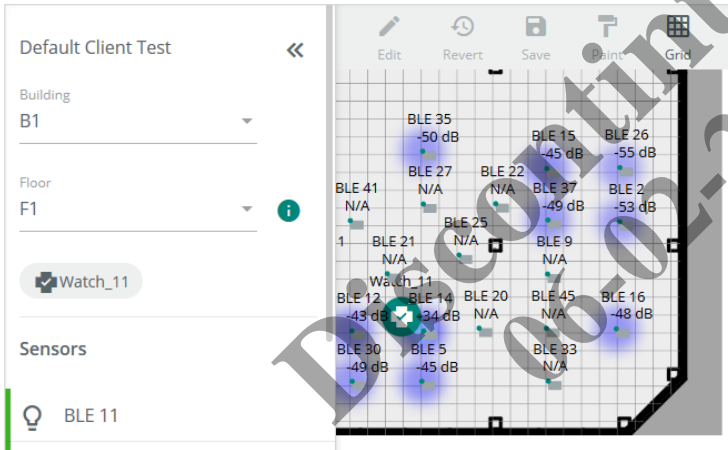 Default Client Test
Edit
Revert
Save
Paint
Grid
Building
B1
Floor
F1
Watch_11
Sensors
BLE 11
BLE 35
-50 dB
BLE 15
-45 dB
BLE 26
-55 dB
BLE 27
N/A
BLE 22
N/A
BLE 41
N/A
BLE 37
-49 dB
BLE 2
-53 dB
BLE 25
N/A
1
BLE 21
N/A
BLE 9
N/A
Watch_11
BLE 12
-43 dB
BLE 14
-34 dB
BLE 20
N/A
BLE 45
N/A
BLE 16
-48 dB
BLE 30
-49 dB
BLE 5
-45 dB
BLE 33
N/A
Discontin
06-02-2